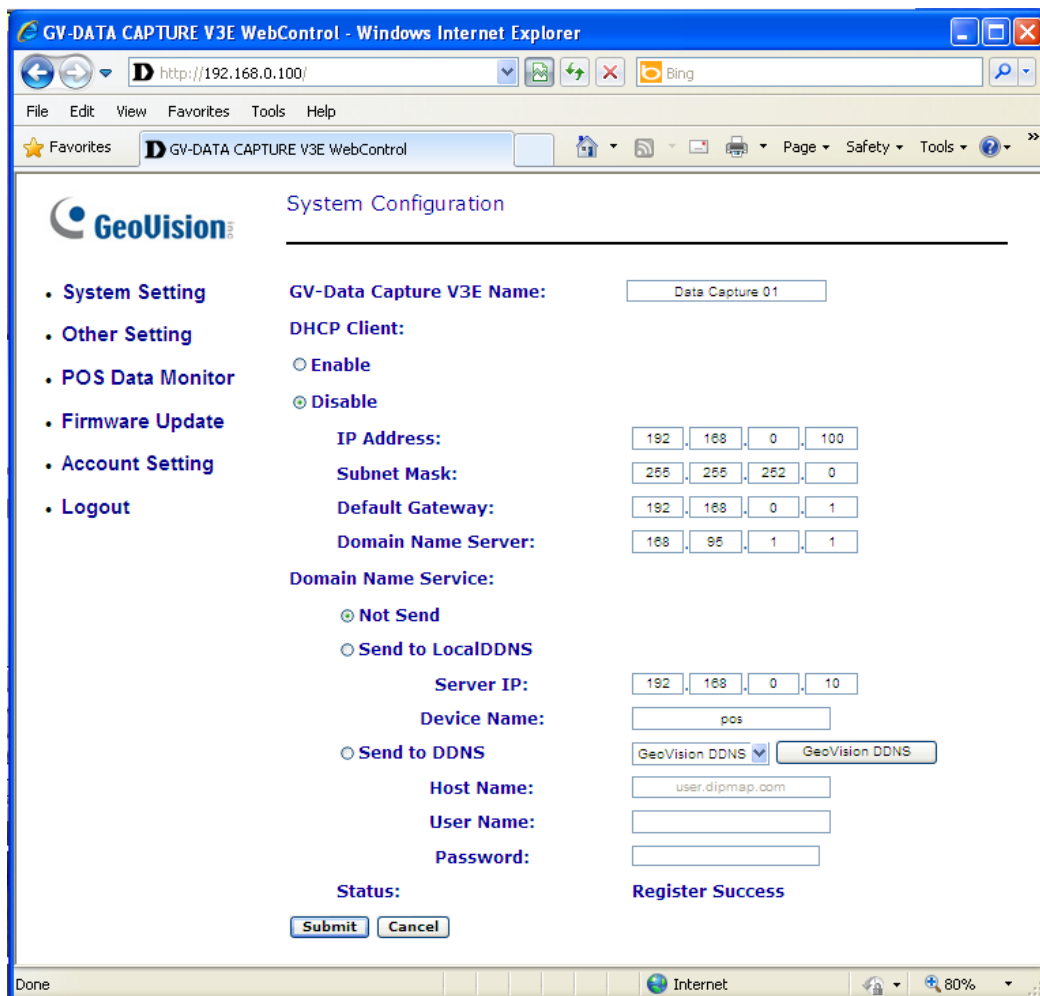 GV-DATA CAPTURE V3E WebControl - Windows Internet Explorer
http://192.168.0.100/
Bing
File Edit View Favorites Tools Help
Favorites
GV-DATA CAPTURE V3E WebControl
Page Safety Tools
GeoVision inc
System Configuration
System Setting
Other Setting
POS Data Monitor
Firmware Update
Account Setting
Logout
GV-Data Capture V3E Name: Data Capture 01
DHCP Client:
Enable
Disable
IP Address: 192 . 168 . 0 . 100
Subnet Mask: 255 . 255 . 252 . 0
Default Gateway: 192 . 168 . 0 . 1
Domain Name Server: 168 . 95 . 1 . 1
Domain Name Service:
Not Send
Send to LocalDDNS
Server IP: 192 . 168 . 0 . 10
Device Name: pos
Send to DDNS GeoVision DDNS GeoVision DDNS
Host Name: user.dipmap.com
User Name:
Password:
Status: Register Success
Submit Cancel
Done Internet 80%